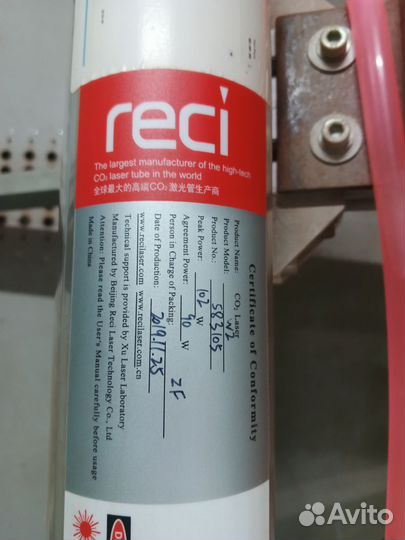 reci
The largest manufacturer of the high-tech
CO₂ laser tube in the world
全球最大的高端CO₂激光管生产商
Certificate of Conformity
Product Name: CO₂ Laser
Product Model: W2
Product No.: 583105
Peak Power: 102 W
Agreement Power: 90 W
Person in Charge of Packing: ZF
Date of Production: 2019.11.25
www.recilaser.com www.recilaser.com.cn
Technical support is provided by Xu Laser Laboratory
Manufactured by Beijing Reci Laser Technology Co., Ltd
Attention: Please read the User's Manual carefully before usage
Made in China
Avito